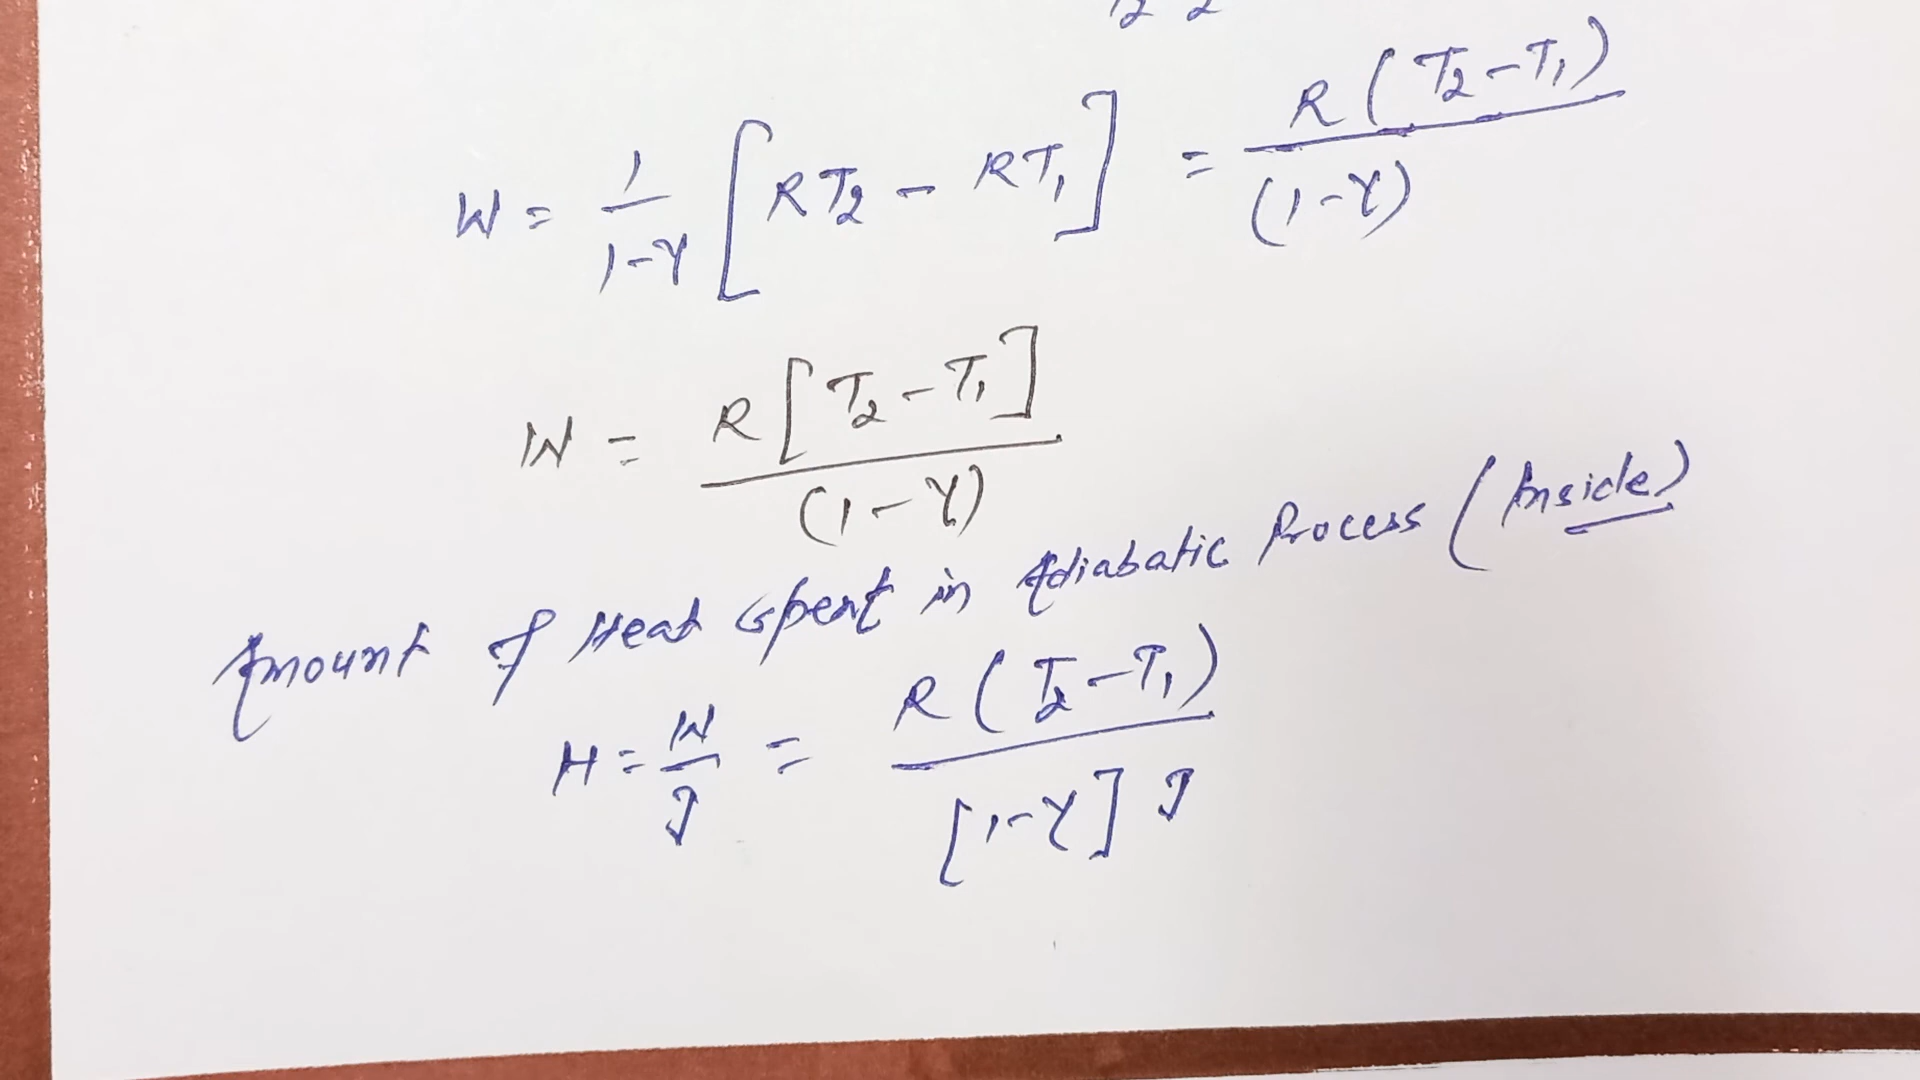 W = 1/1-γ [RT₂ - RT₁] = R(T₂-T₁)/(1-γ)
W = R[T₂-T₁]/(1-γ)
Amount of Heat spent in Adiabatic Process (Inside)
H = W/J = R(T₂-T₁)/[1-γ] J